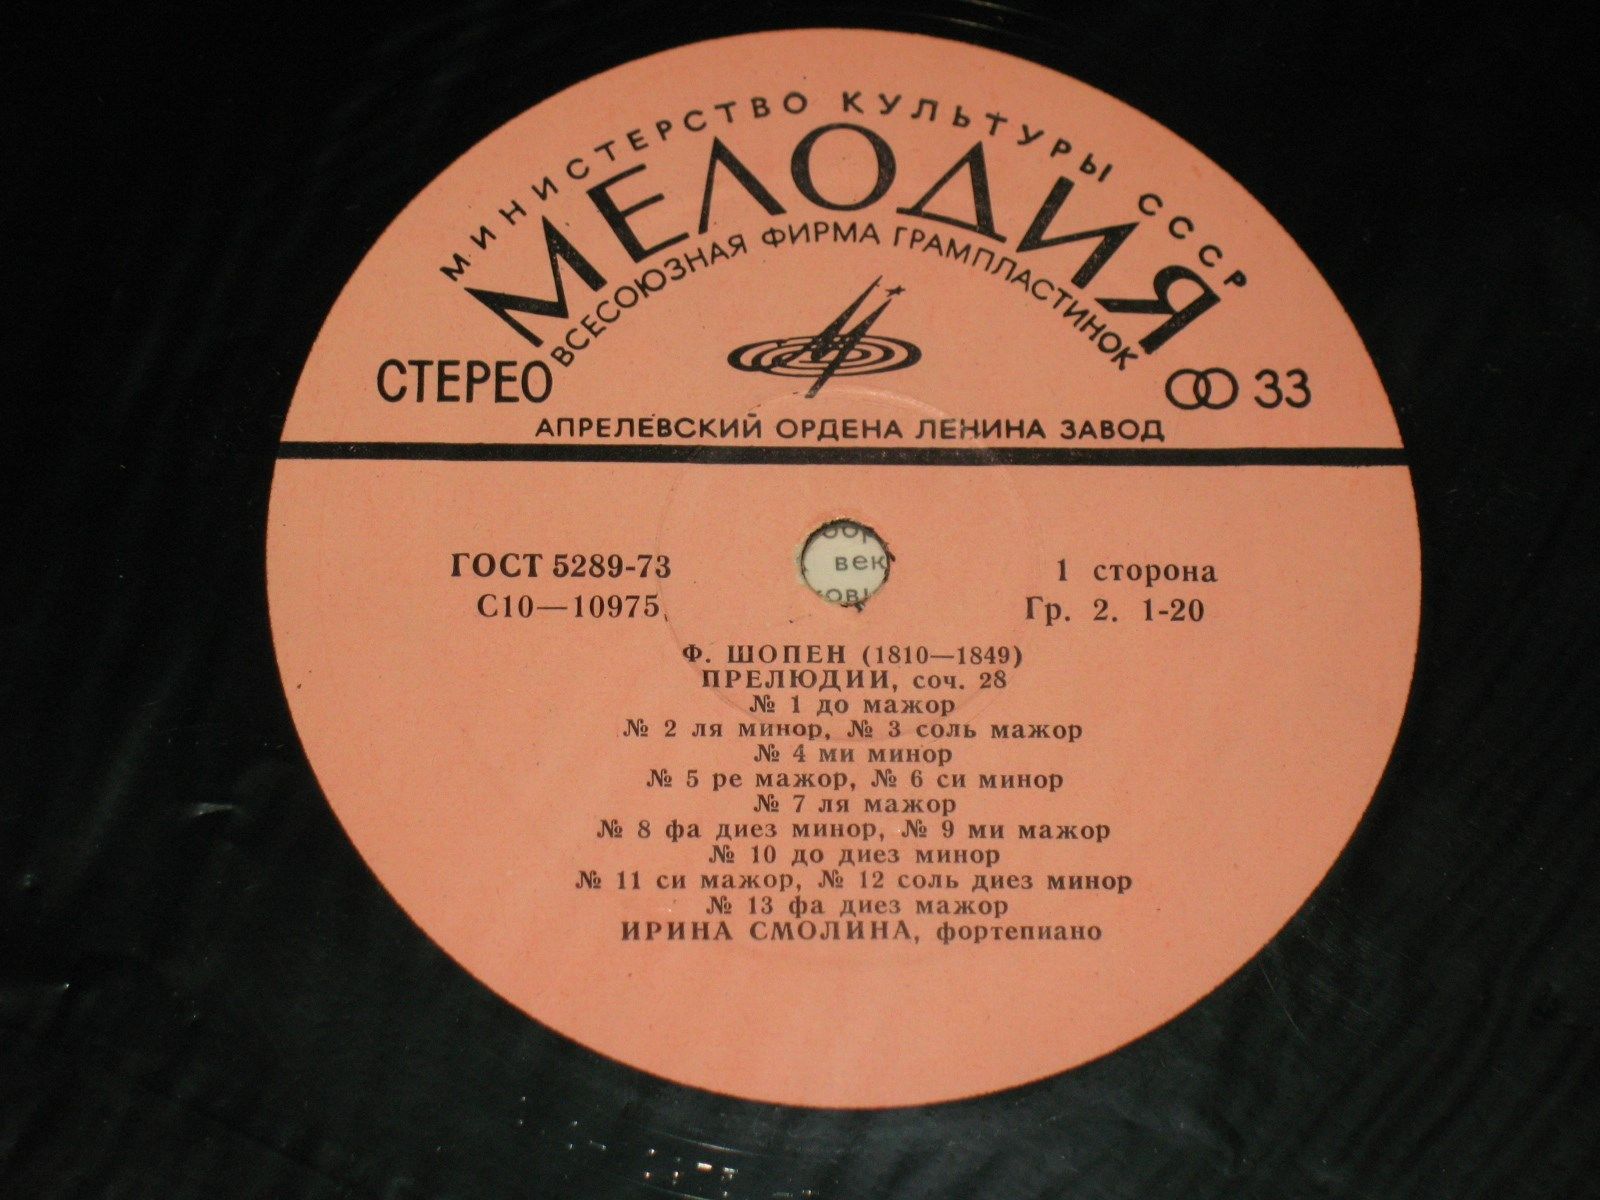 МИНИСТЕРСТВО КУЛЬТУРЫ СССР
МЕЛОДИЯ
ВСЕСОЮЗНАЯ ФИРМА ГРАМПЛАСТИНОК
СТЕРЕО
33
АПРЕЛЕВСКИЙ ОРДЕНА ЛЕНИНА ЗАВОД
ГОСТ 5289-73
1 сторона
С10—10975
Гр. 2. 1-20
век
Ф. ШОПЕН (1810—1849)
ПРЕЛЮДИИ, соч. 28
№ 1 до мажор
№ 2 ля минор, № 3 соль мажор
№ 4 ми минор
№ 5 ре мажор, № 6 си минор
№ 7 ля мажор
№ 8 фа диез минор, № 9 ми мажор
№ 10 до диез минор
№ 11 си мажор, № 12 соль диез минор
№ 13 фа диез мажор
ИРИНА СМОЛИНА, фортепиано